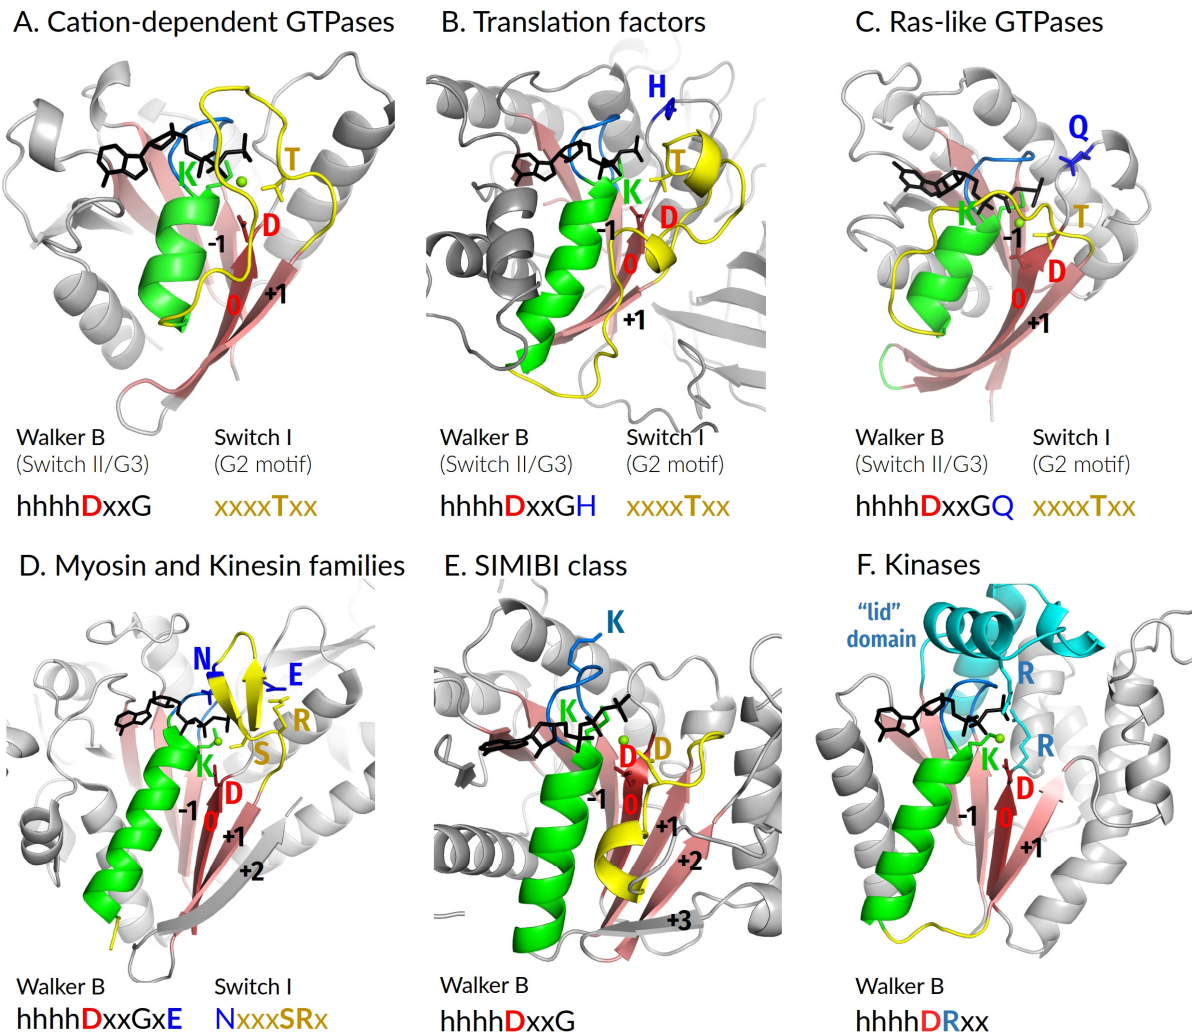 A. Cation-dependent GTPases
T
K
D
-1
0
+1
Walker B Switch I
(Switch II/G3) (G2 motif)
hhhhDxxG xxxxTxx
B. Translation factors
H
T
K
D
-1
0
+1
Walker B Switch I
(Switch II/G3) (G2 motif)
hhhhDxxGH xxxxTxx
C. Ras-like GTPases
Q
K
T
-1
D
0
+1
Walker B Switch I
(Switch II/G3) (G2 motif)
hhhhDxxGQ xxxxTxx
D. Myosin and Kinesin families
N
E
R
S
K
D
-1
0
+1
+2
Walker B Switch I
hhhhDxxGxE NxxxSRx
E. SIMIBI class
K
K
D
D
-1
0
+1
+2
+3
Walker B
hhhhDxxG
F. Kinases
"lid"
domain
R
R
K
D
-1
0
+1
Walker B
hhhhDRxx